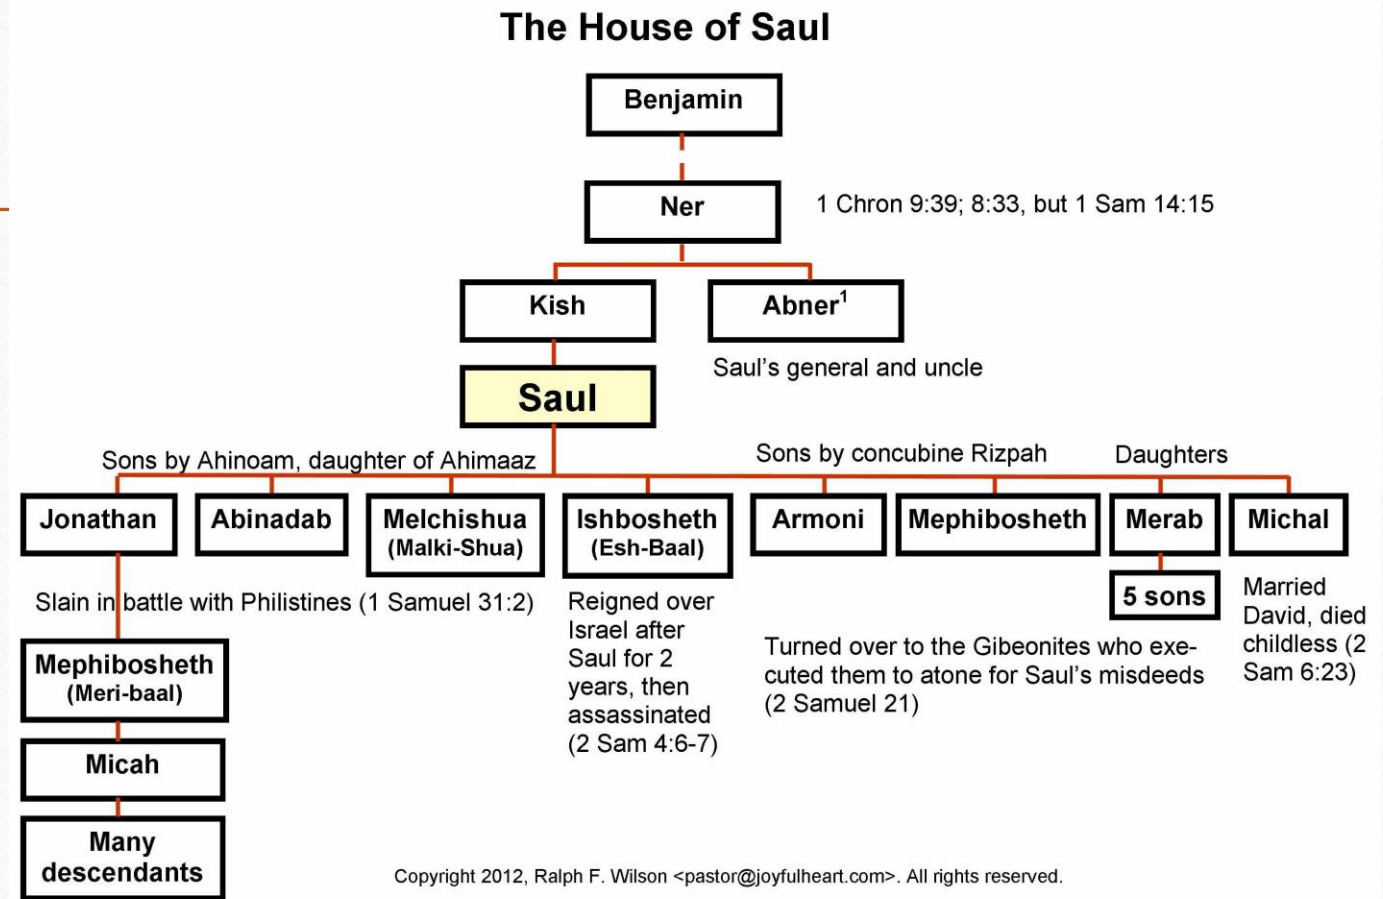 The House of Saul
Benjamin
Ner
1 Chron 9:39; 8:33, but 1 Sam 14:15
Kish
Abner1
Saul's general and uncle
Saul
Sons by Ahinoam, daughter of Ahimaaz
Sons by concubine Rizpah
Daughters
Jonathan
Abinadab
Melchishua
(Malki-Shua)
Ishbosheth
(Esh-Baal)
Armoni
Mephibosheth
Merab
Michal
Slain in battle with Philistines (1 Samuel 31:2)
Reigned over
Israel after
Saul for 2
years, then
assassinated
(2 Sam 4:6-7)
5 sons
Turned over to the Gibeonites who exe-
cuted them to atone for Saul's misdeeds
(2 Samuel 21)
Married
David, died
childless (2
Sam 6:23)
Mephibosheth
(Meri-baal)
Micah
Many
descendants
Copyright 2012, Ralph F. Wilson <pastor@joyfulheart.com>. All rights reserved.